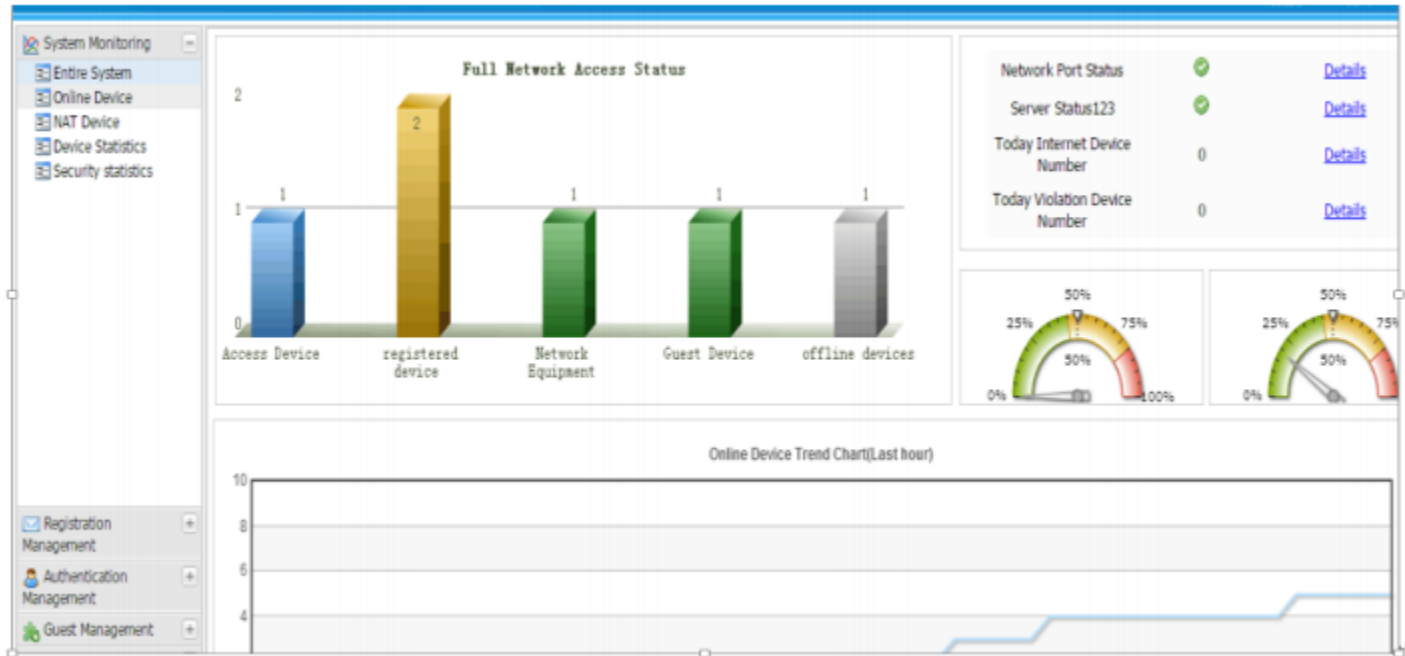 System Monitoring
Entire System
Online Device
NAT Device
Device Statistics
Security statistics
Registration
Management
Authentication
Management
Guest Management
Full Network Access Status
2
1
0
1
2
1
1
1
Access Device
registered
device
Network
Equipment
Guest Device
offline devices
Network Port Status
Details
Server Status123
Details
Today Internet Device
Number
0
Details
Today Violation Device
Number
0
Details
50%
25%
75%
50%
0%
100%
50%
25%
75%
50%
0%
Online Device Trend Chart(Last hour)
10
8
6
4